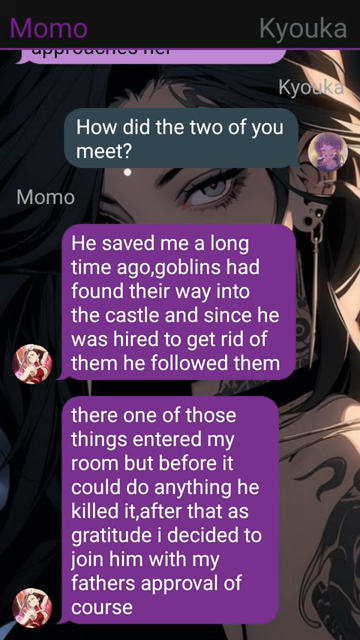 Momo
Kyouka
approaches her
Kyouka
How did the two of you
meet?
Momo
He saved me a long
time ago,goblins had
found their way into
the castle and since he
was hired to get rid of
them he followed them
there one of those
things entered my
room but before it
could do anything he
killed it,after that as
gratitude i decided to
join him with my
fathers approval of
course